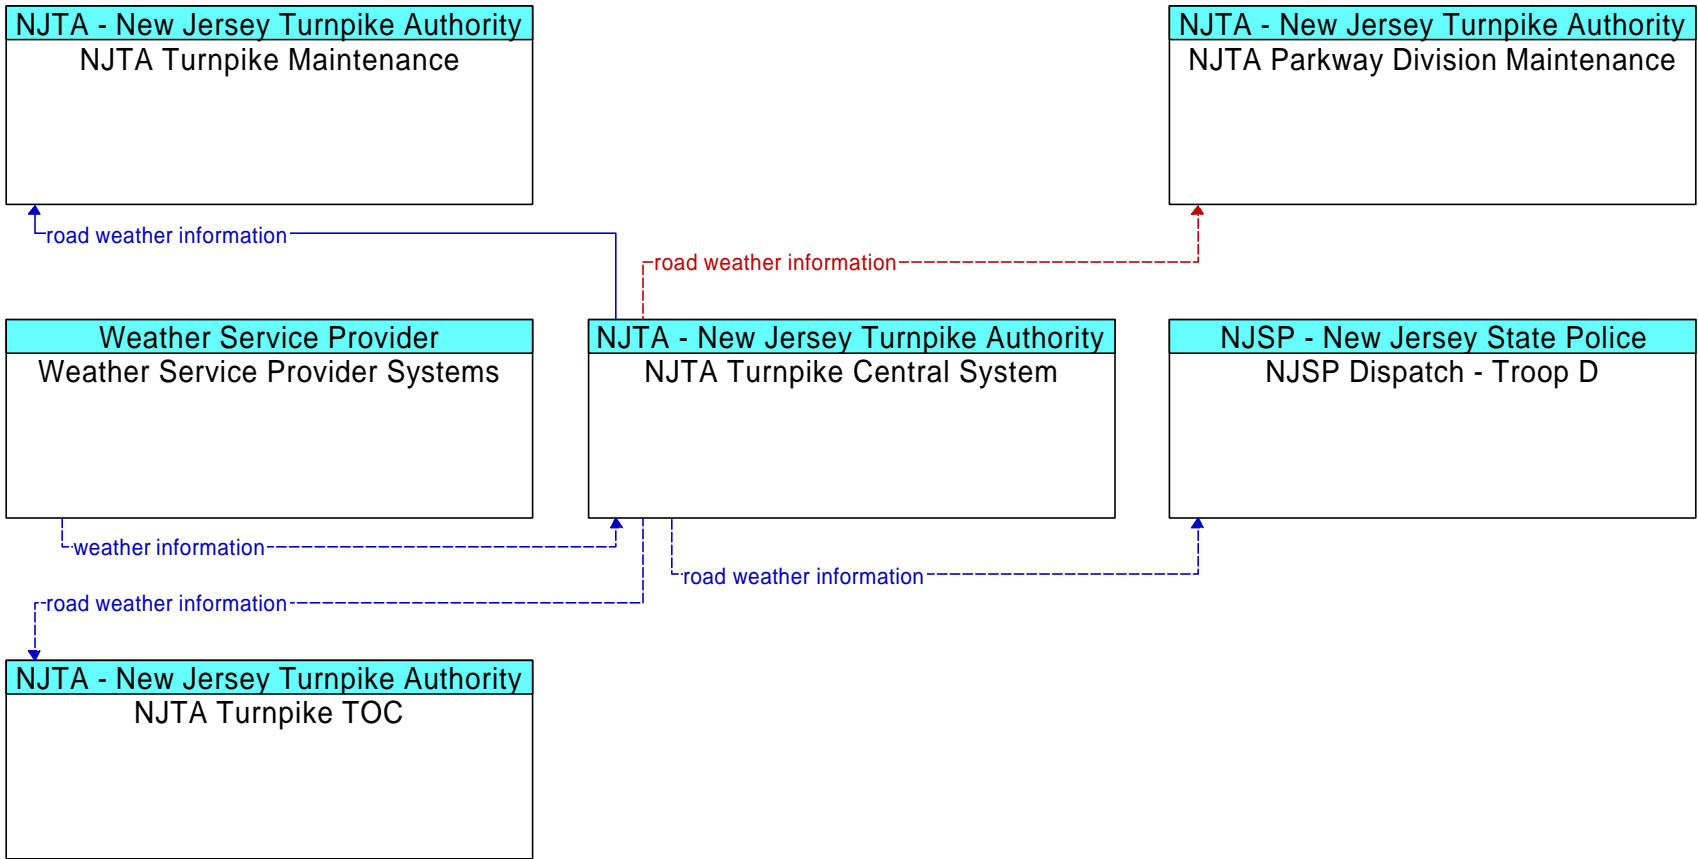 NJTA - New Jersey Turnpike Authority
NJTA Turnpike Maintenance
NJTA - New Jersey Turnpike Authority
NJTA Parkway Division Maintenance
road weather information
road weather information
Weather Service Provider
Weather Service Provider Systems
NJTA - New Jersey Turnpike Authority
NJTA Turnpike Central System
NJSP - New Jersey State Police
NJSP Dispatch - Troop D
weather information
road weather information
road weather information
NJTA - New Jersey Turnpike Authority
NJTA Turnpike TOC